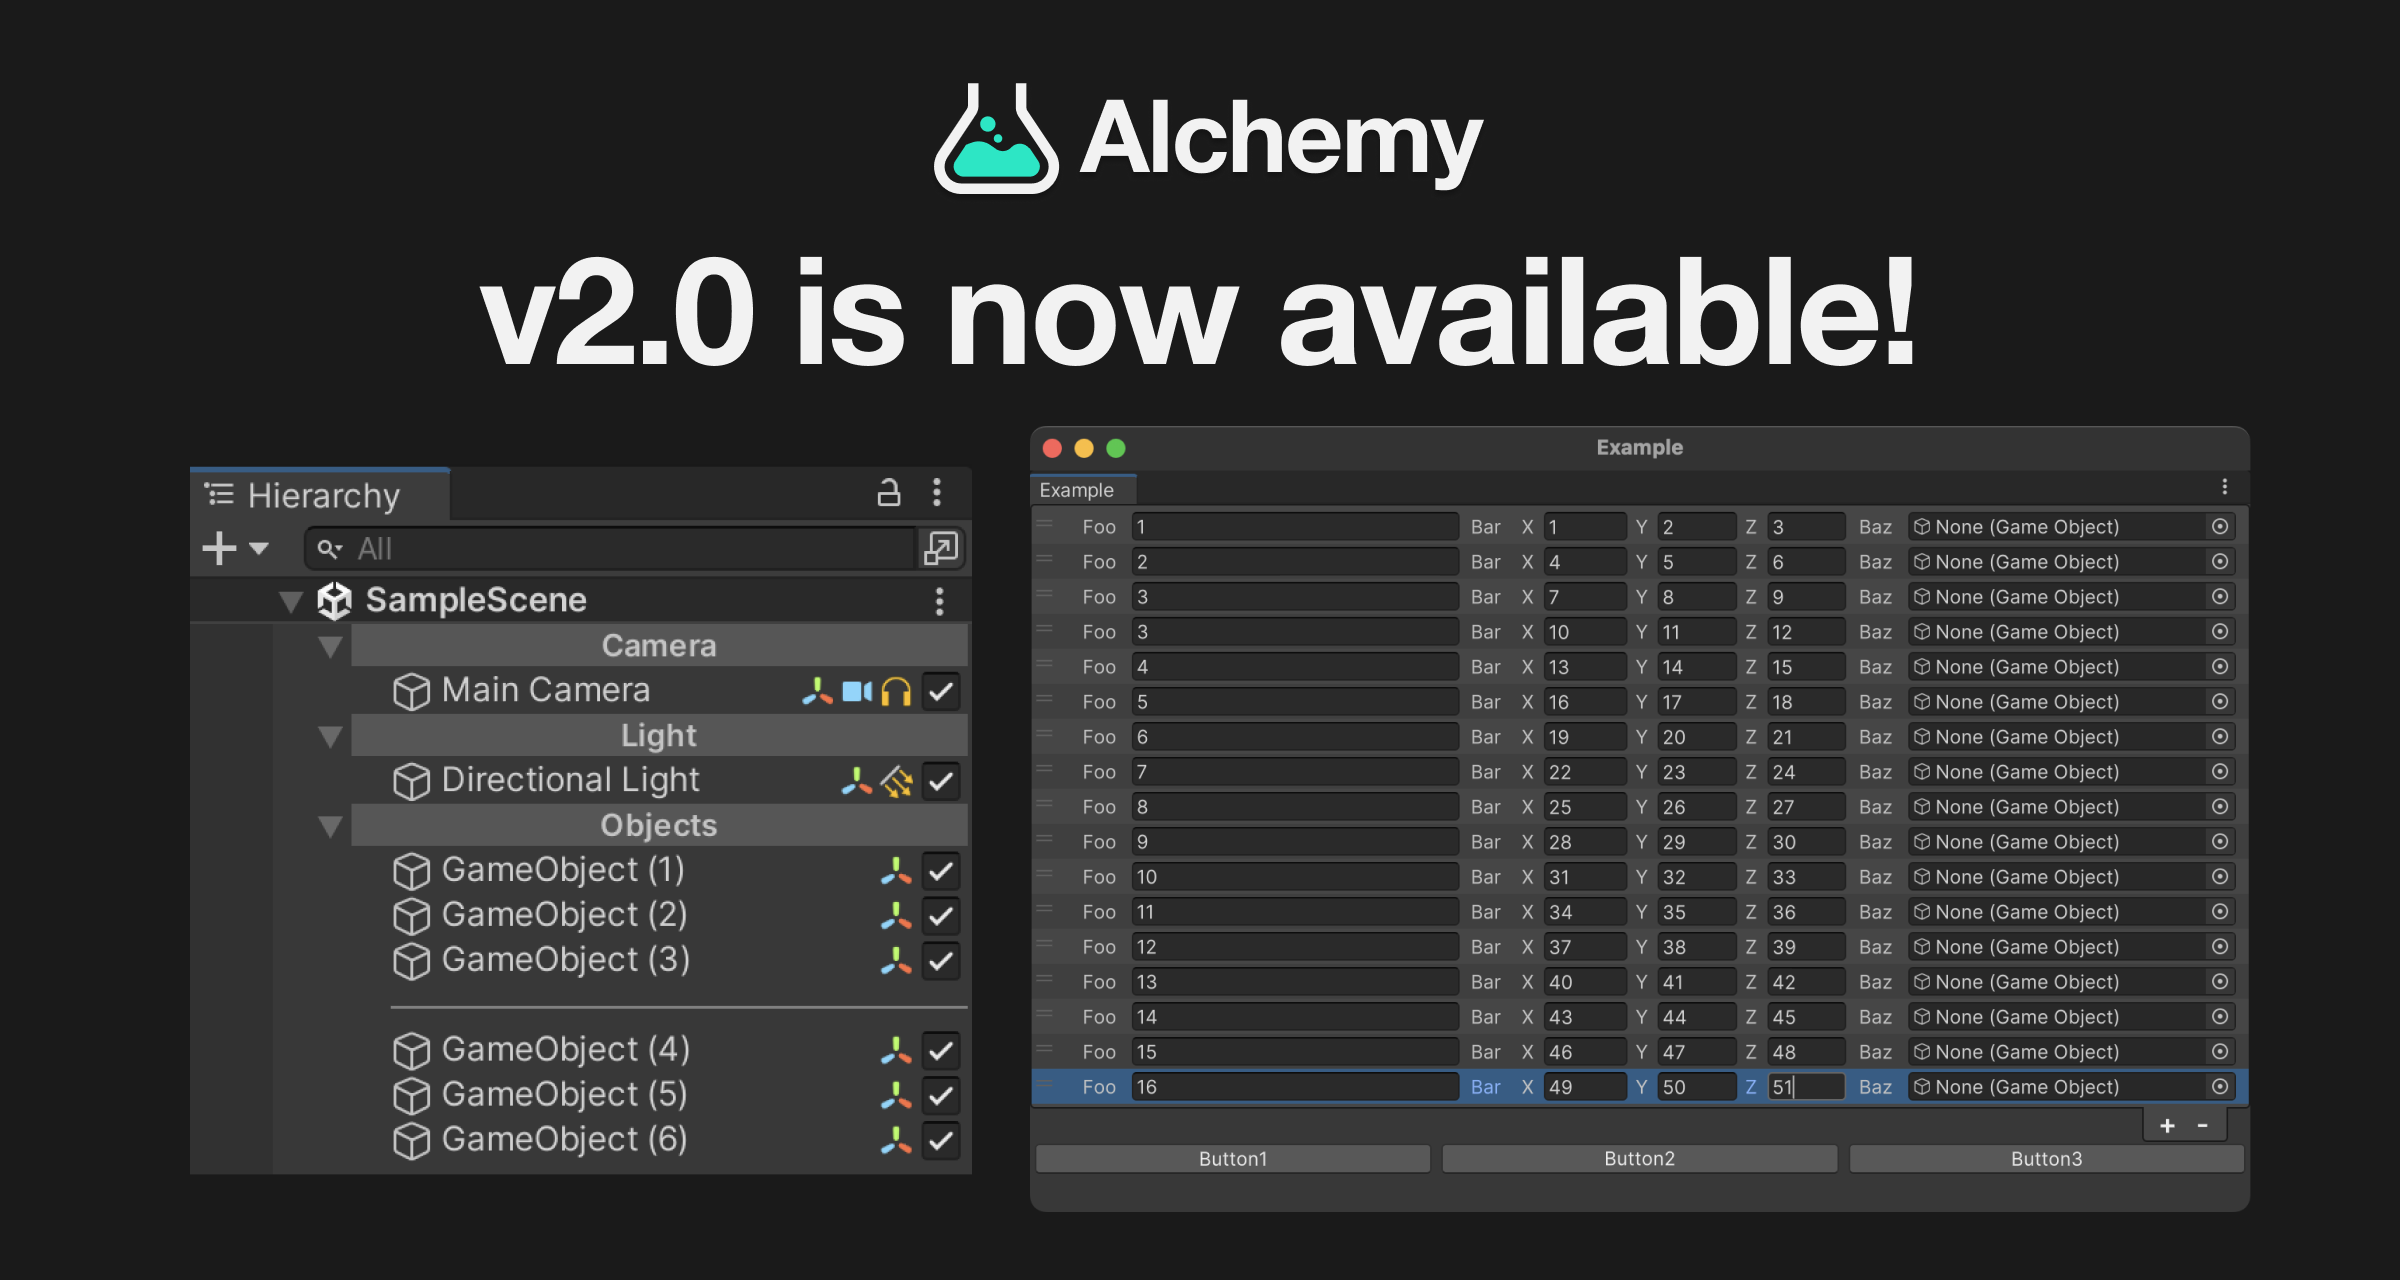 Alchemy
v2.0 is now available!
Hierarchy
All
SampleScene
Camera
Main Camera
Light
Directional Light
Objects
GameObject (1)
GameObject (2)
GameObject (3)
GameObject (4)
GameObject (5)
GameObject (6)
Example
Example
Foo 1 Bar X 1 Y 2 Z 3 Baz None (Game Object)
Foo 2 Bar X 4 Y 5 Z 6 Baz None (Game Object)
Foo 3 Bar X 7 Y 8 Z 9 Baz None (Game Object)
Foo 3 Bar X 10 Y 11 Z 12 Baz None (Game Object)
Foo 4 Bar X 13 Y 14 Z 15 Baz None (Game Object)
Foo 5 Bar X 16 Y 17 Z 18 Baz None (Game Object)
Foo 6 Bar X 19 Y 20 Z 21 Baz None (Game Object)
Foo 7 Bar X 22 Y 23 Z 24 Baz None (Game Object)
Foo 8 Bar X 25 Y 26 Z 27 Baz None (Game Object)
Foo 9 Bar X 28 Y 29 Z 30 Baz None (Game Object)
Foo 10 Bar X 31 Y 32 Z 33 Baz None (Game Object)
Foo 11 Bar X 34 Y 35 Z 36 Baz None (Game Object)
Foo 12 Bar X 37 Y 38 Z 39 Baz None (Game Object)
Foo 13 Bar X 40 Y 41 Z 42 Baz None (Game Object)
Foo 14 Bar X 43 Y 44 Z 45 Baz None (Game Object)
Foo 15 Bar X 46 Y 47 Z 48 Baz None (Game Object)
Foo 16 Bar X 49 Y 50 Z 51 Baz None (Game Object)
+ -
Button1 Button2 Button3